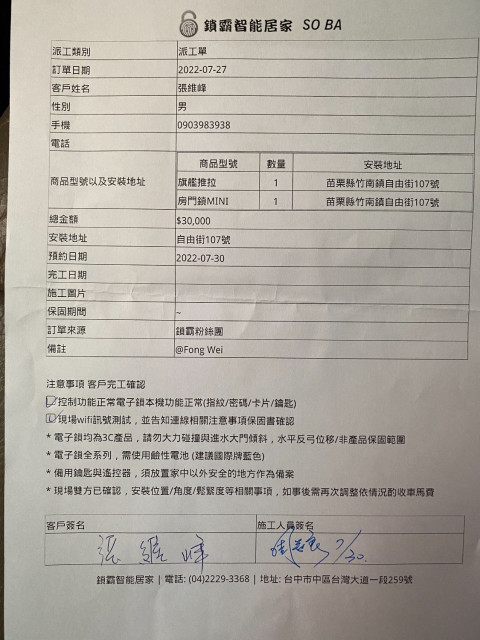 鎖霸智能居家 SO BA
派工類別 派工單
訂單日期 2022-07-27
客戶姓名 張維峰
性別 男
手機 0903983938
電話
商品型號以及安裝地址
商品型號 數量 安裝地址
旗艦推拉 1 苗栗縣竹南鎮自由街107號
房門鎖MINI 1 苗栗縣竹南鎮自由街107號
總金額 $30,000
安裝地址 自由街107號
預約日期 2022-07-30
完工日期
施工圖片
保固期間 –
訂單來源 鎖霸粉絲團
備註 @Fong Wei
注意事項 客戶完工確認
控制功能正常電子鎖本機功能正常(指紋/密碼/卡片/鑰匙)
現場wifi訊號測試，並告知連線相關注意事項保固書確認
* 電子鎖均為3C產品，請勿大力碰撞與進水大門傾斜，水平反弓位移/非產品保固範圍
* 電子鎖全系列，需使用鹼性電池 (建議國際牌藍色)
* 備用鑰匙與遙控器，須放置家中以外安全的地方作為備案
* 現場雙方已確認，安裝位置/角度/鬆緊度等相關事項，如事後需再次調整依情況酌收車馬費
客戶簽名 施工人員簽名
張維峰 7/30
鎖霸智能居家 | 電話: (04)2229-3368 | 地址: 台中市中區台灣大道一段259號